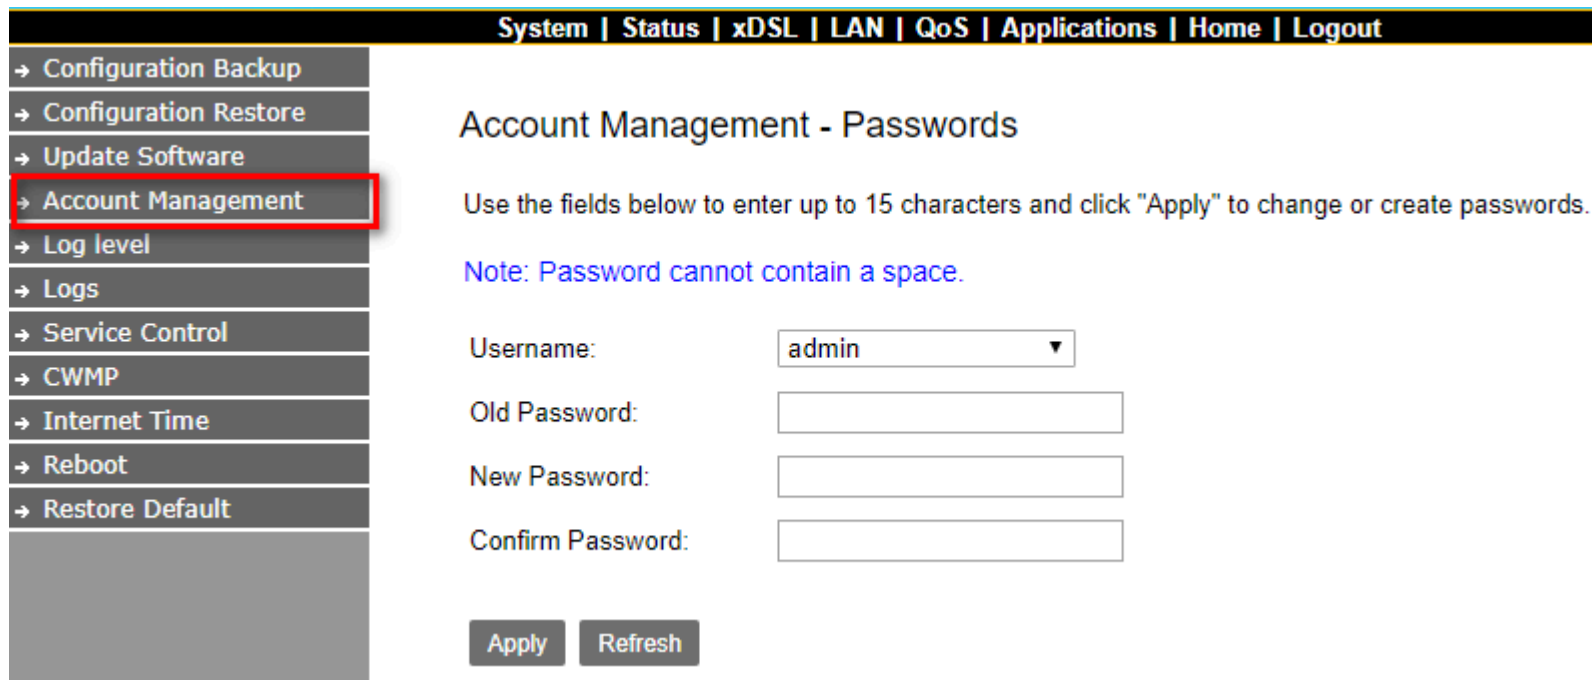 System | Status | xDSL | LAN | QoS | Applications | Home | Logout
Configuration Backup
Configuration Restore
Update Software
Account Management
Log level
Logs
Service Control
CWMP
Internet Time
Reboot
Restore Default
Account Management - Passwords
Use the fields below to enter up to 15 characters and click "Apply" to change or create passwords.
Note: Password cannot contain a space.
Username: admin
Old Password:
New Password:
Confirm Password:
Apply Refresh